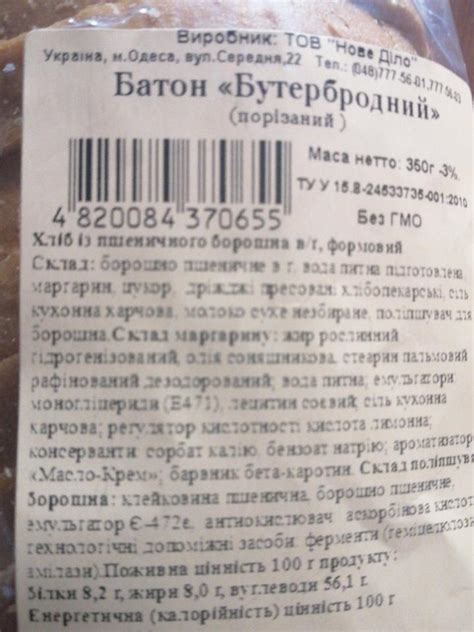 Виробник: ТОВ "Нове Діло"
Україна, м.Одеса, вул.Середня,22 Тел.: (048)777-56-01,777-56-03
Батон «Бутербродний»
(порізаний )
Маса нетто: 350г -3%.
ТУ У 15.8-24533735-001:2010
4 820084 370655
Без ГМО
Хліб із пшеничного борошна в/г, формовий
Склад: борошно пшеничне в г, вода питна підготовлена,
маргарин, цукор, дріжджі пресовані хлібопекарські, сіль
кухонна харчова, молоко сухе незбиране, поліпшувач для
борошна.Склад маргарину: жир рослинний
гідрогенізований, олія соняшникова, стеарин пальмовий
рафінований дезодорований; вода питна; емульгатори:
моногліцериди (Е471), лецитин соєвий; сіль кухонна
харчова; регулятор кислотності кислота лимонна;
консерванти: сорбат калію, бензоат натрію; ароматизатор
«Масло-Крем»; барвник бета-каротин. Склад поліпшува
борошна: клейковина пшенична, борошно пшеничне,
емульгатор Є-472е, антиокислювач аскорбінова кислот
технологічні допоміжні засоби: ферменти (геміцелюлоз
амілази).Поживна цінність 100 г продукту:
Білки 8,2 г, жири 8,0 г, вуглеводи 56,1 г.
Енергетична (калорійність) цінність 100 г